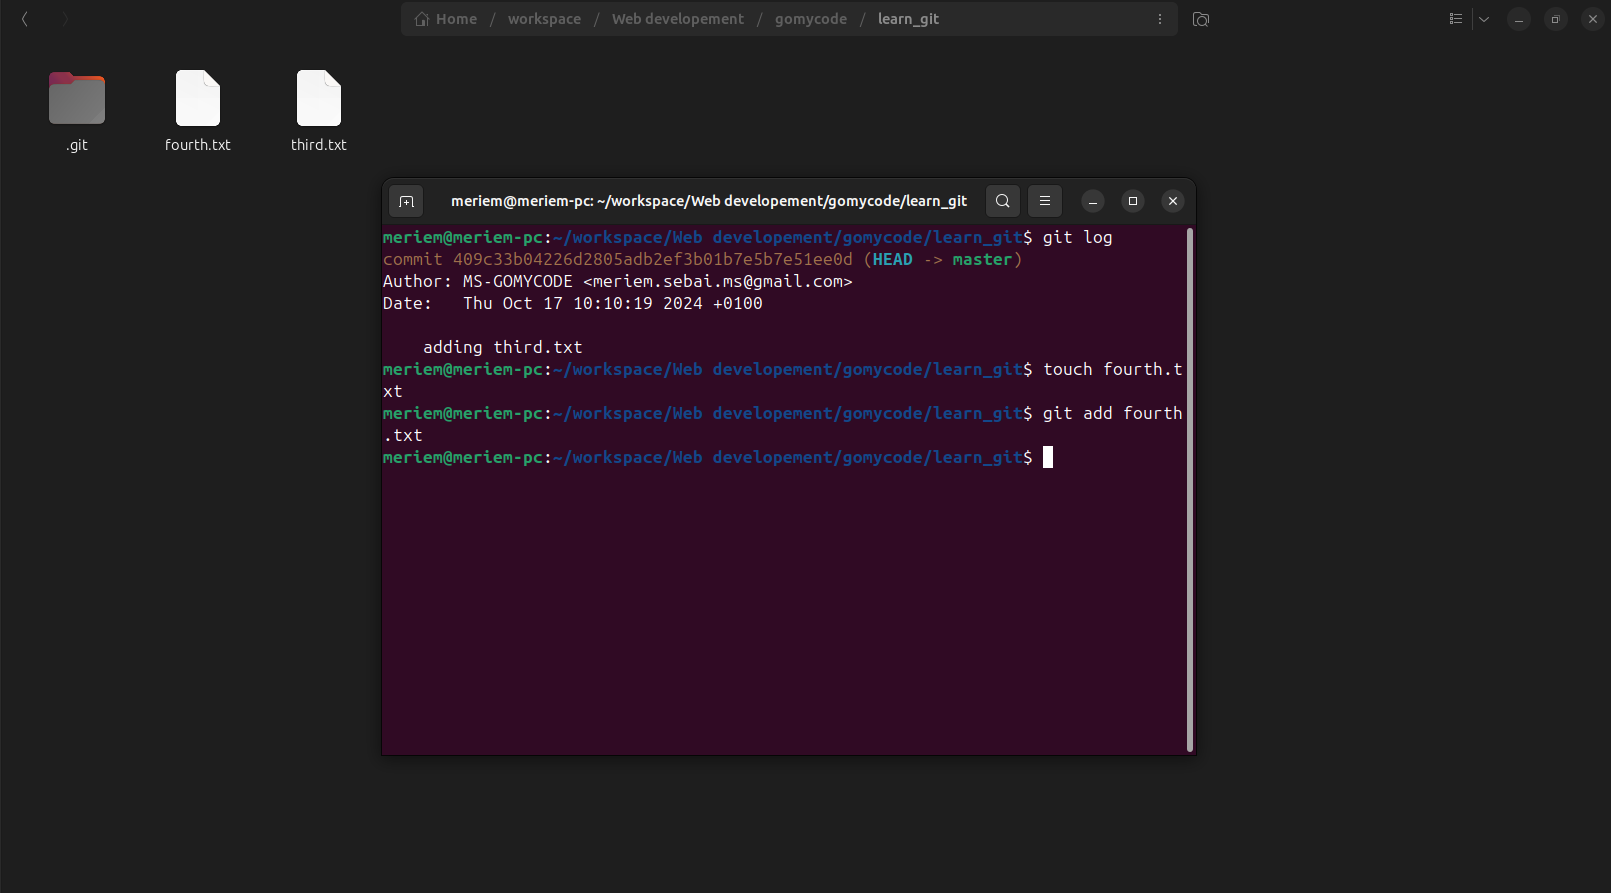 Home / workspace / Web developement / gomycode / learn_git
.git
fourth.txt
third.txt
meriem@meriem-pc: ~/workspace/Web developement/gomycode/learn_git
meriem@meriem-pc:~/workspace/Web developement/gomycode/learn_git$ git log
commit 409c33b04226d2805adb2ef3b01b7e5b7e51ee0d (HEAD -> master)
Author: MS-GOMYCODE <meriem.sebai.ms@gmail.com>
Date:   Thu Oct 17 10:10:19 2024 +0100
    adding third.txt
meriem@meriem-pc:~/workspace/Web developement/gomycode/learn_git$ touch fourth.t
xt
meriem@meriem-pc:~/workspace/Web developement/gomycode/learn_git$ git add fourth
.txt
meriem@meriem-pc:~/workspace/Web developement/gomycode/learn_git$